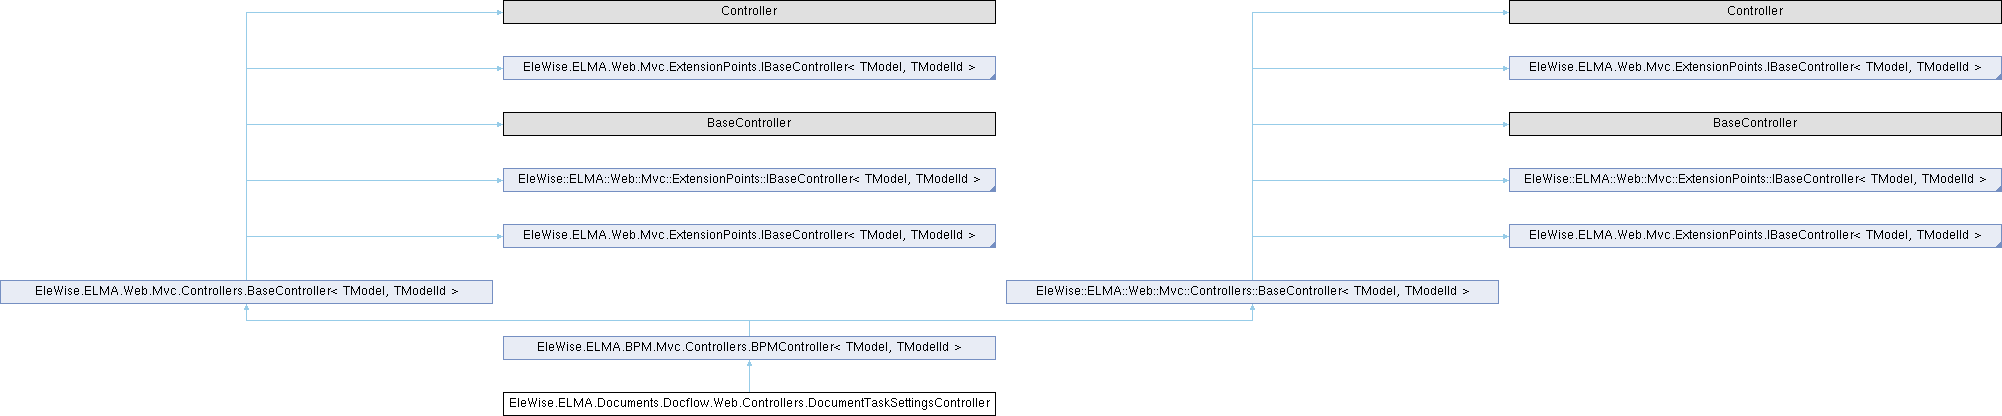 Controller
Controller
EleWise.ELMA.Web.Mvc.ExtensionPoints.IBaseController< TModel, TModelId >
EleWise.ELMA.Web.Mvc.ExtensionPoints.IBaseController< TModel, TModelId >
BaseController
BaseController
EleWise::ELMA::Web::Mvc::ExtensionPoints::IBaseController< TModel, TModelId >
EleWise::ELMA::Web::Mvc::ExtensionPoints::IBaseController< TModel, TModelId >
EleWise.ELMA.Web.Mvc.ExtensionPoints.IBaseController< TModel, TModelId >
EleWise.ELMA.Web.Mvc.ExtensionPoints.IBaseController< TModel, TModelId >
EleWise.ELMA.Web.Mvc.Controllers.BaseController< TModel, TModelId >
EleWise::ELMA::Web::Mvc::Controllers::BaseController< TModel, TModelId >
EleWise.ELMA.BPM.Mvc.Controllers.BPMController< TModel, TModelId >
EleWise.ELMA.Documents.Docflow.Web.Controllers.DocumentTaskSettingsController